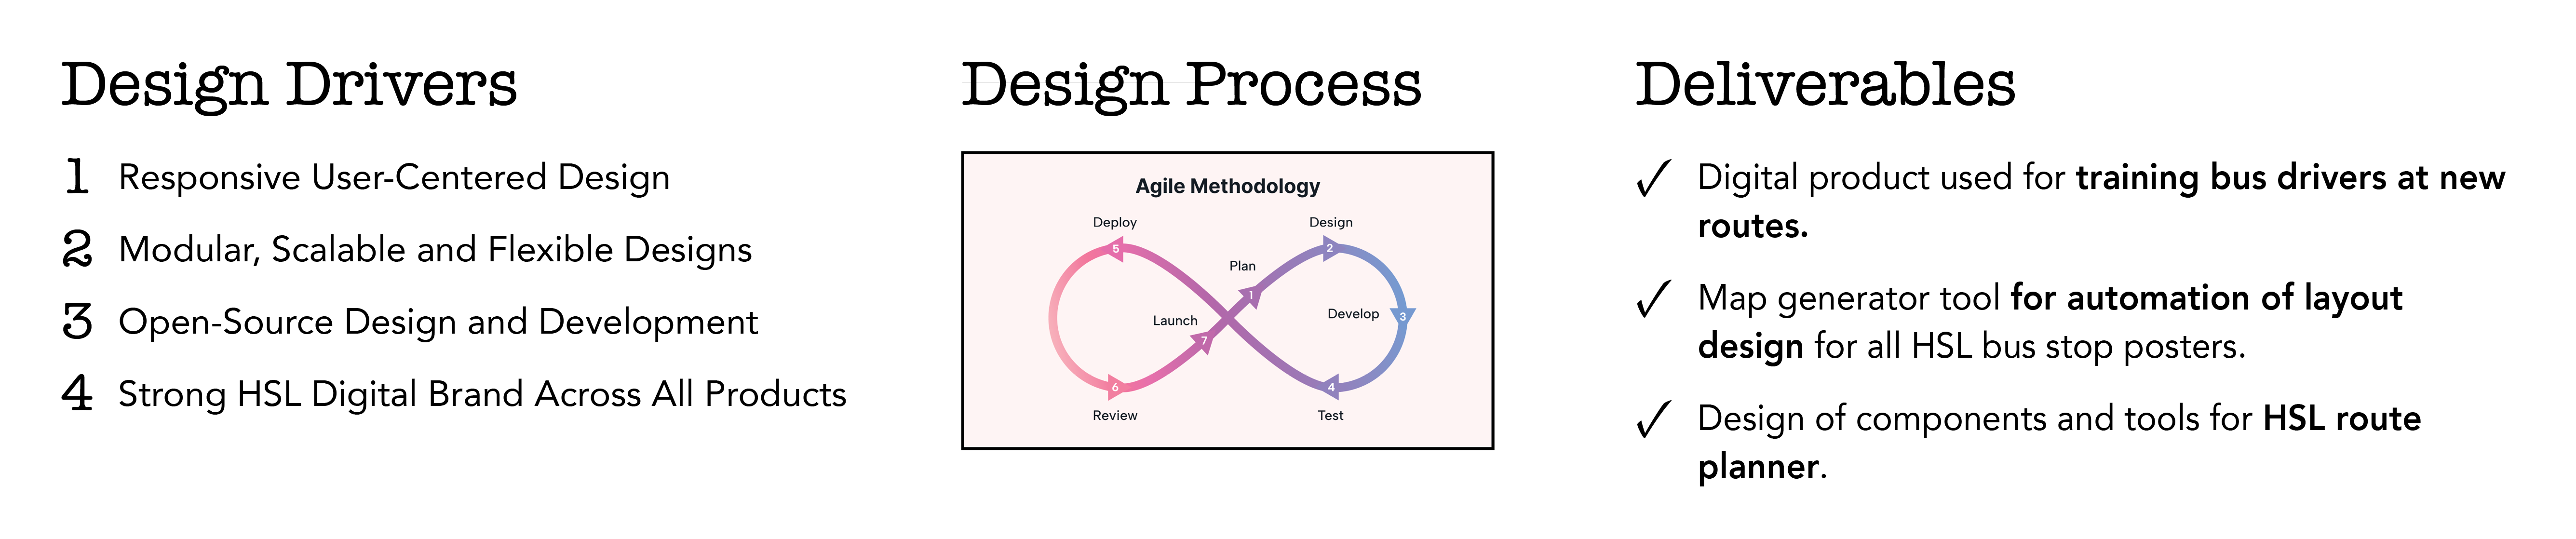 Design Drivers
1 Responsive User-Centered Design
2 Modular, Scalable and Flexible Designs
3 Open-Source Design and Development
4 Strong HSL Digital Brand Across All Products
Design Process
Agile Methodology
Deploy
Design
5
2
Plan
1
Launch
Develop
3
7
6
4
Review
Test
Deliverables
✓ Digital product used for training bus drivers at new
routes.
✓ Map generator tool for automation of layout
design for all HSL bus stop posters.
✓ Design of components and tools for HSL route
planner.